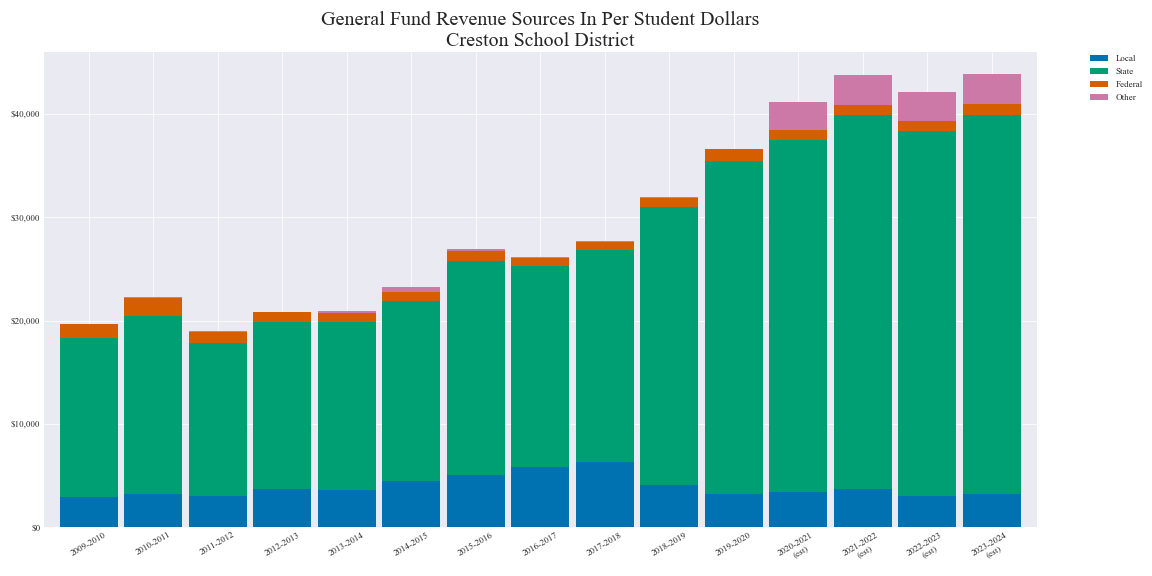 General Fund Revenue Sources In Per Student Dollars
Creston School District
Local
State
Federal
Other
$40,000
$30,000
$20,000
$10,000
$0
2009-2010
2010-2011
2011-2012
2012-2013
2013-2014
2014-2015
2015-2016
2016-2017
2017-2018
2018-2019
2019-2020
2020-2021
(est)
2021-2022
(est)
2022-2023
(est)
2023-2024
(est)